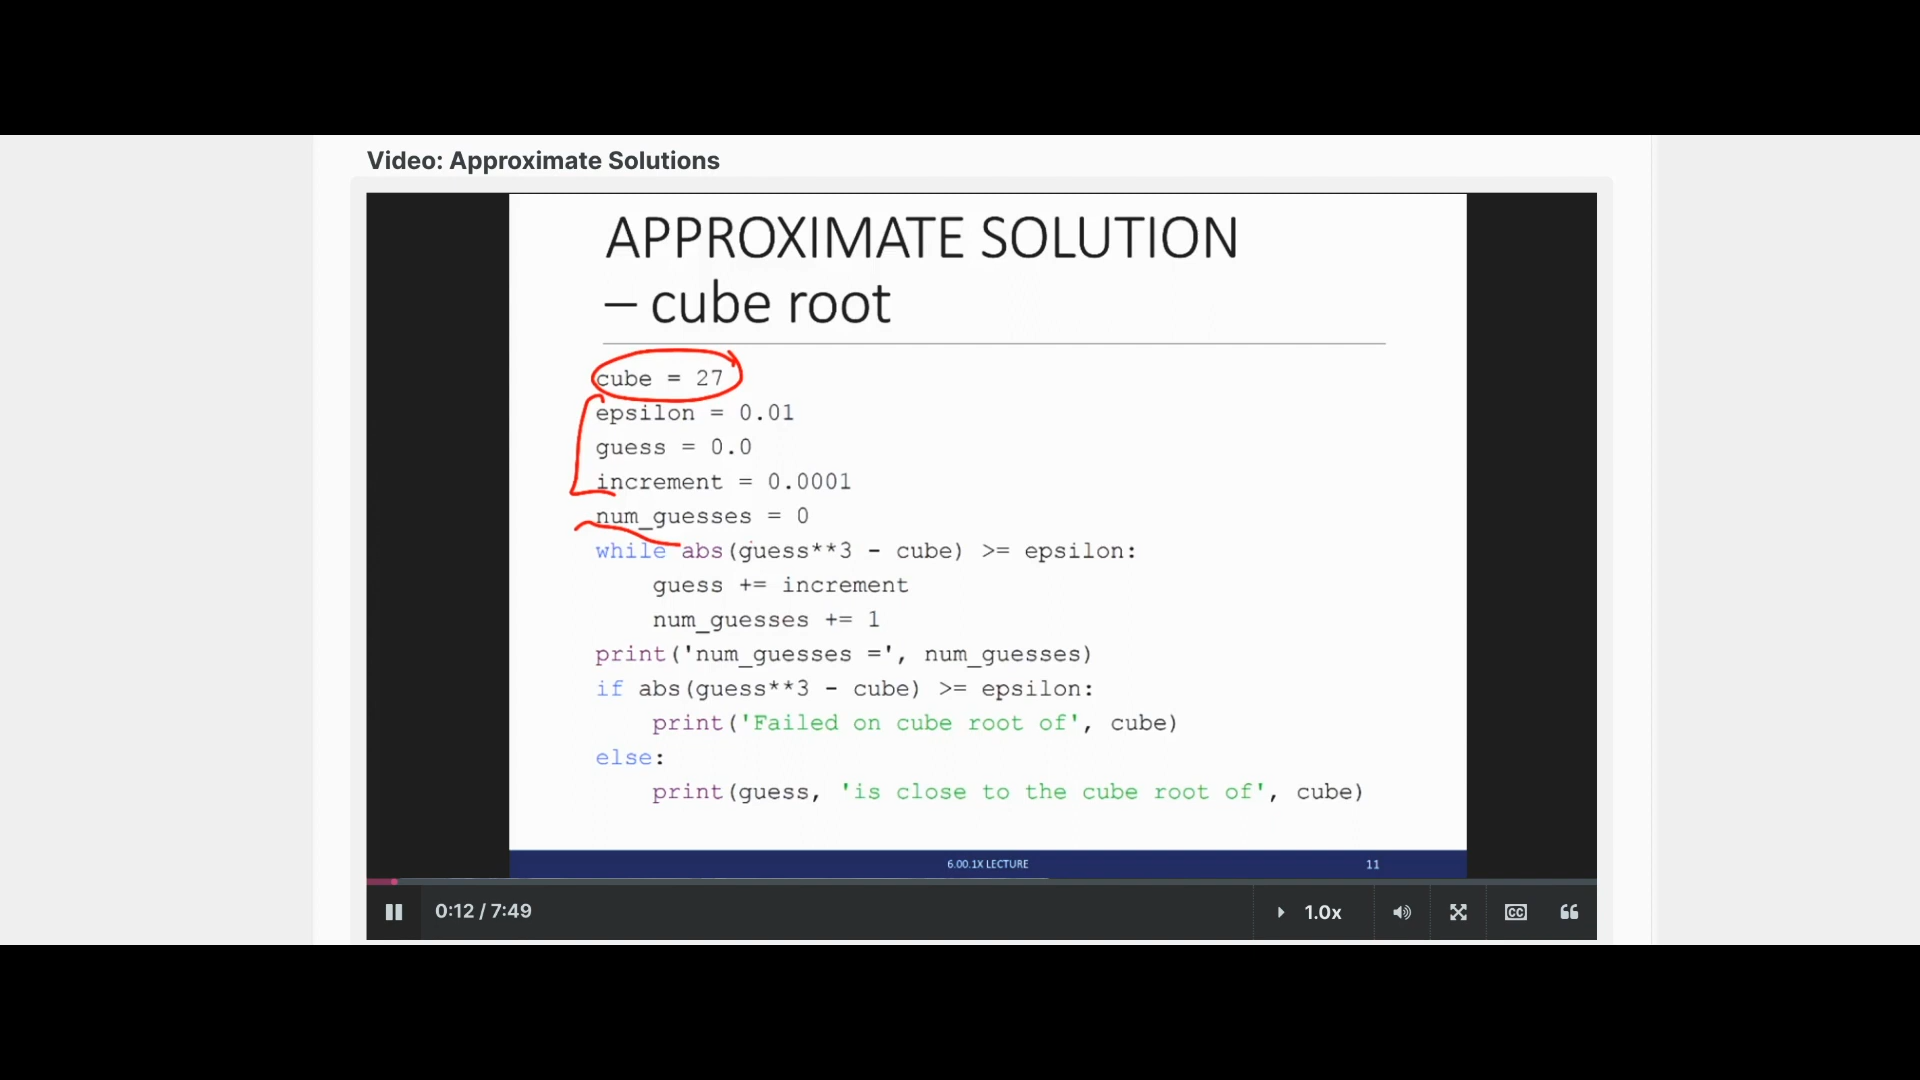 Video: Approximate Solutions
APPROXIMATE SOLUTION
– cube root
cube = 27
epsilon = 0.01
guess = 0.0
increment = 0.0001
num_guesses = 0
while abs(guess**3 - cube) >= epsilon:
    guess += increment
    num_guesses += 1
print('num_guesses =', num_guesses)
if abs(guess**3 - cube) >= epsilon:
    print('Failed on cube root of', cube)
else:
    print(guess, 'is close to the cube root of', cube)
6.00.1X LECTURE 11
0:12 / 7:49 1.0x CC